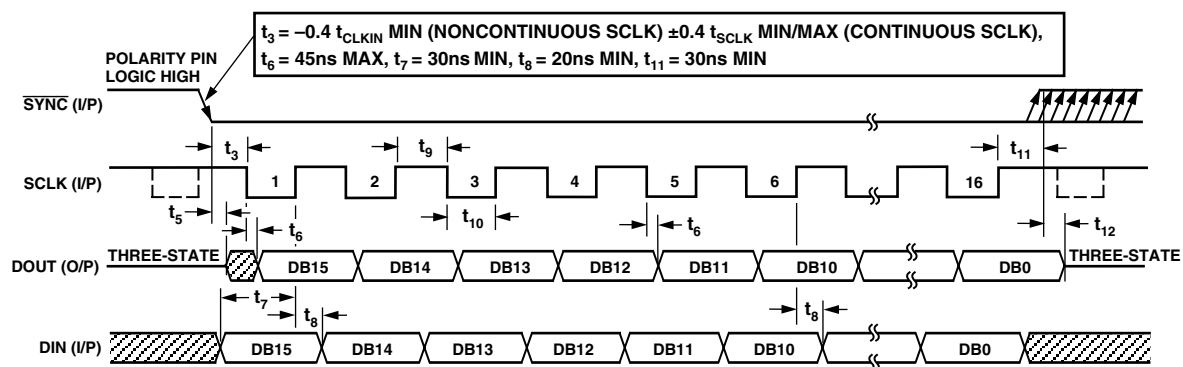 t3 = –0.4 tCLKIN MIN (NONCONTINUOUS SCLK) ±0.4 tSCLK MIN/MAX (CONTINUOUS SCLK),
t6 = 45ns MAX, t7 = 30ns MIN, t8 = 20ns MIN, t11 = 30ns MIN
POLARITY PIN
LOGIC HIGH
SYNC (I/P)
t3 t9 t11
SCLK (I/P) 1 2 3 4 5 6 16
t5 t6 t10 t6 t12
THREE-STATE THREE-STATE
DOUT (O/P) DB15 DB14 DB13 DB12 DB11 DB10 DB0
t7 t8 t8
DIN (I/P) DB15 DB14 DB13 DB12 DB11 DB10 DB0